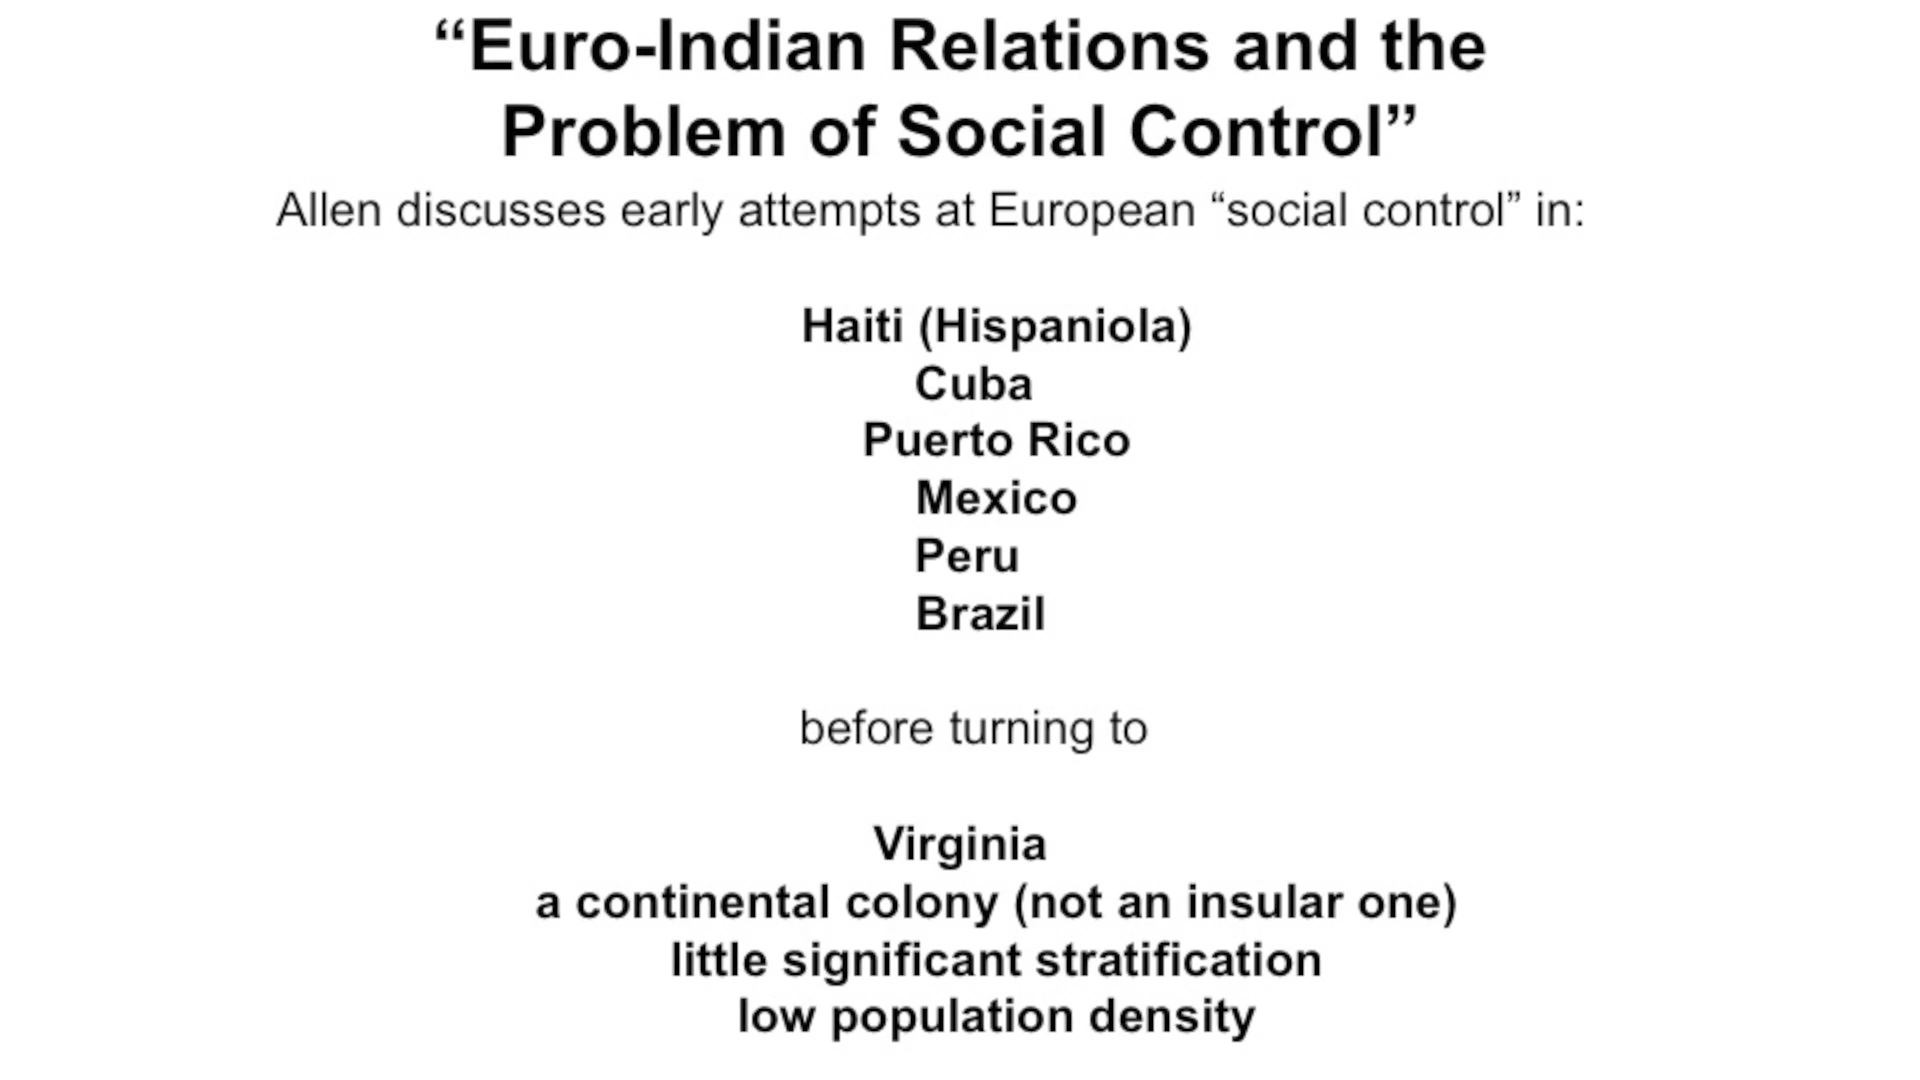 “Euro-Indian Relations and the
Problem of Social Control”
Allen discusses early attempts at European “social control” in:
Haiti (Hispaniola)
Cuba
Puerto Rico
Mexico
Peru
Brazil
before turning to
Virginia
a continental colony (not an insular one)
little significant stratification
low population density